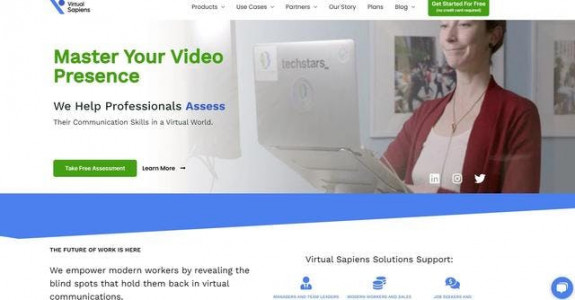 Virtual
Sapiens
Products Use Cases Partners Our Story Plans Blog
Get Started For Free
(no credit card required)
Master Your Video
Presence
techstars_
We Help Professionals Assess
Their Communication Skills in a Virtual World.
Take Free Assessment Learn More
THE FUTURE OF WORK IS HERE
Virtual Sapiens Solutions Support:
We empower modern workers by revealing the
blind spots that hold them back in virtual
communications.
MANAGERS AND TEAM LEADERS MODERN WORKERS AND SALES JOB SEEKERS AND